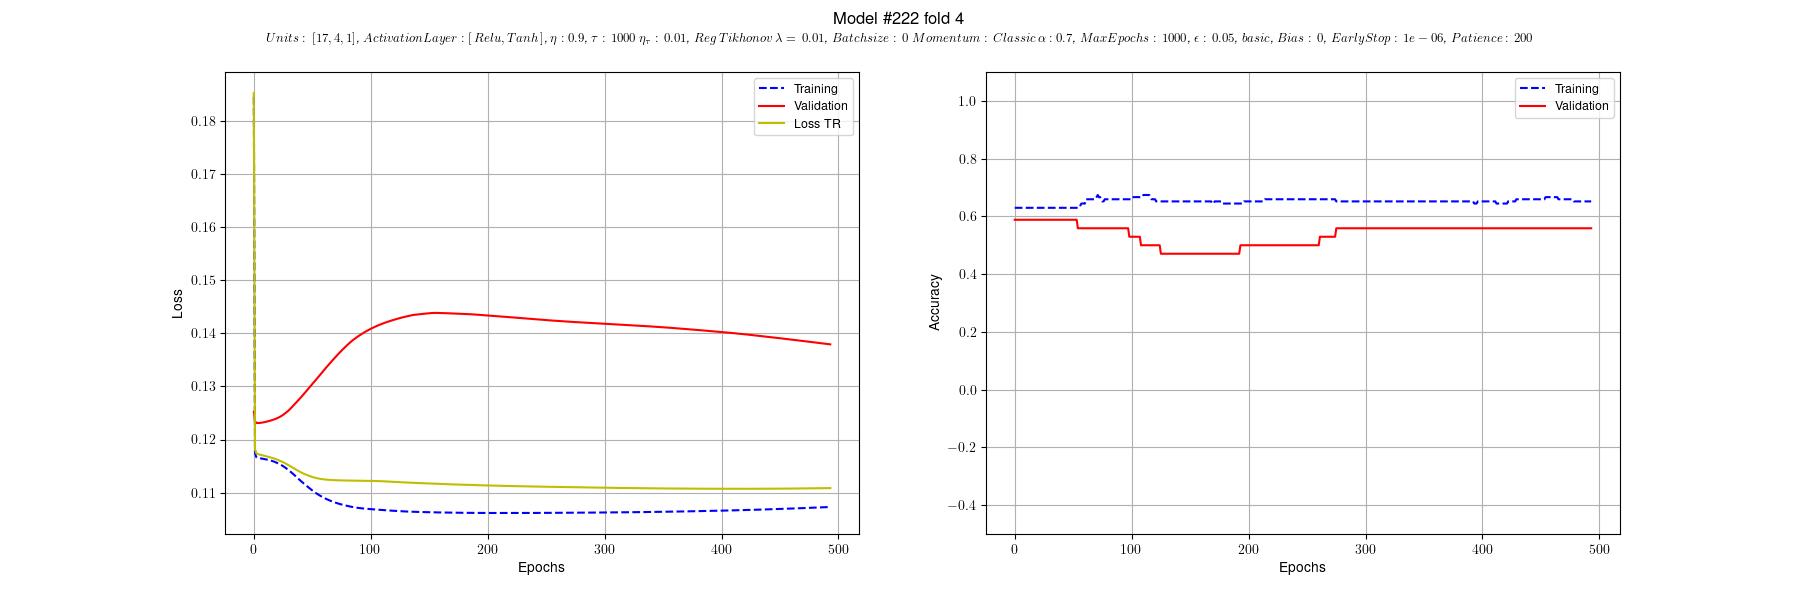 Model #222 fold 4
Units : [17, 4, 1], ActivationLayer : [ Relu, Tanh], η : 0.9, τ : 1000 η_τ : 0.01, Reg Tikhonov λ = 0.01, Batchsize : 0 Momentum : Classic α : 0.7, MaxEpochs : 1000, ϵ : 0.05, basic, Bias : 0, EarlyStop : 1e − 06, Patience : 200
Training
Validation
Loss TR
0.18
0.17
0.16
0.15
0.14
0.13
0.12
0.11
Loss
0 100 200 300 400 500
Epochs
Training
Validation
1.0
0.8
0.6
0.4
0.2
0.0
−0.2
−0.4
Accuracy
0 100 200 300 400 500
Epochs